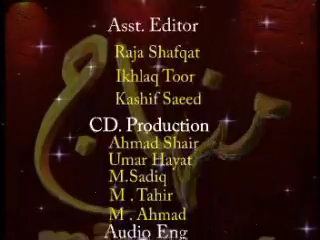 Asst. Editor
Raja Shafqat
Ikhlaq Toor
Kashif Saeed
CD. Production
Ahmad Shair
Umar Hayat
M.Sadiq
M . Tahir
M . Ahmad
Audio Eng